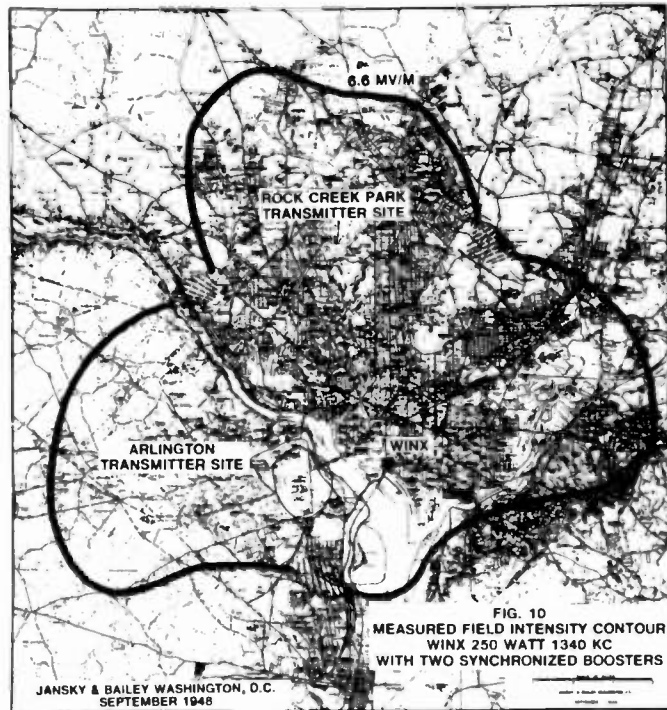 6.6 MV/M
ROCK CREEK PARK
TRANSMITTER SITE
ARLINGTON
TRANSMITTER SITE
WINX
FIG. 10
MEASURED FIELD INTENSITY CONTOUR
WINX 250 WATT 1340 KC
WITH TWO SYNCHRONIZED BOOSTERS
JANSKY & BAILEY WASHINGTON, D.C.
SEPTEMBER 1948